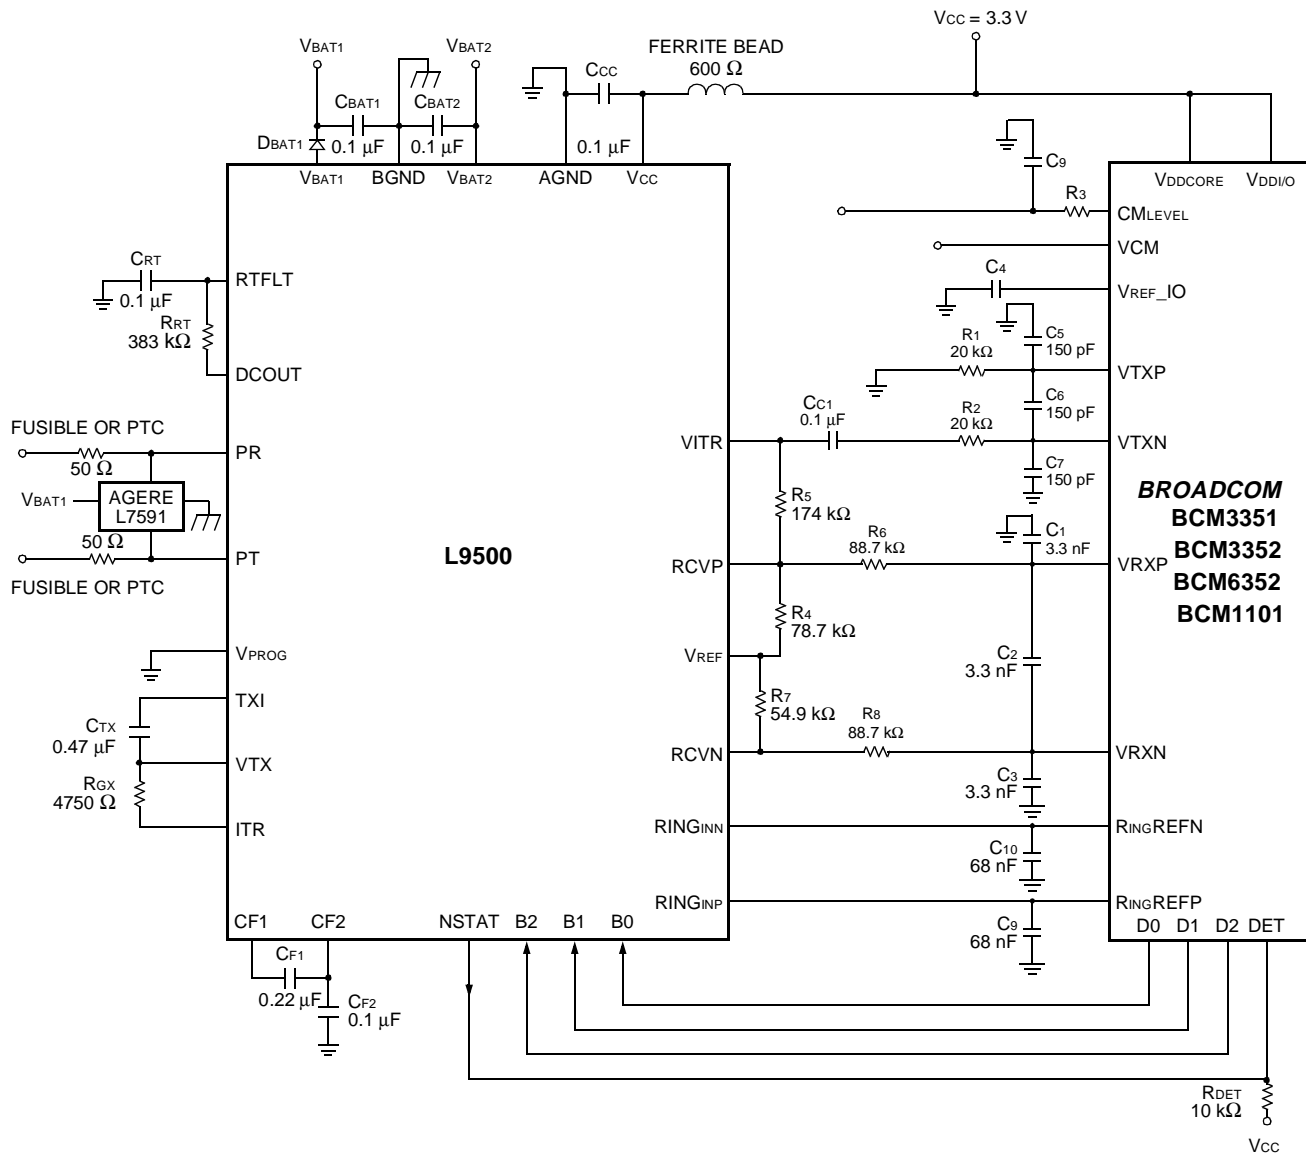 VCC = 3.3 V
VBAT1
VBAT2
FERRITE BEAD
600 Ω
CCC
CBAT1
CBAT2
DBAT1
0.1 µF
0.1 µF
0.1 µF
VBAT1
BGND
VBAT2
AGND
VCC
C9
VDDCORE
VDDI/O
R3
CMLEVEL
VCM
CRT
0.1 µF
RTFLT
C4
VREF_IO
RRT
383 kΩ
DCOUT
R1
20 kΩ
C5
150 pF
VTXP
CC1
0.1 µF
R2
20 kΩ
C6
150 pF
FUSIBLE OR PTC
50 Ω
PR
VITR
VTXN
C7
150 pF
VBAT1
AGERE
L7591
R5
174 kΩ
BROADCOM
BCM3351
BCM3352
BCM6352
BCM1101
50 Ω
PT
FUSIBLE OR PTC
L9500
R6
88.7 kΩ
C1
3.3 nF
RCVP
VRXP
R4
78.7 kΩ
VPROG
VREF
C2
3.3 nF
TXI
CTX
0.47 µF
R7
54.9 kΩ
R8
88.7 kΩ
VTX
RCVN
VRXN
RGX
4750 Ω
C3
3.3 nF
ITR
RINGINN
RINGREFN
C10
68 nF
RINGINP
RINGREFP
CF1
CF2
NSTAT
B2
B1
B0
C9
68 nF
D0
D1
D2
DET
CF1
0.22 µF
CF2
0.1 µF
RDET
10 kΩ
VCC